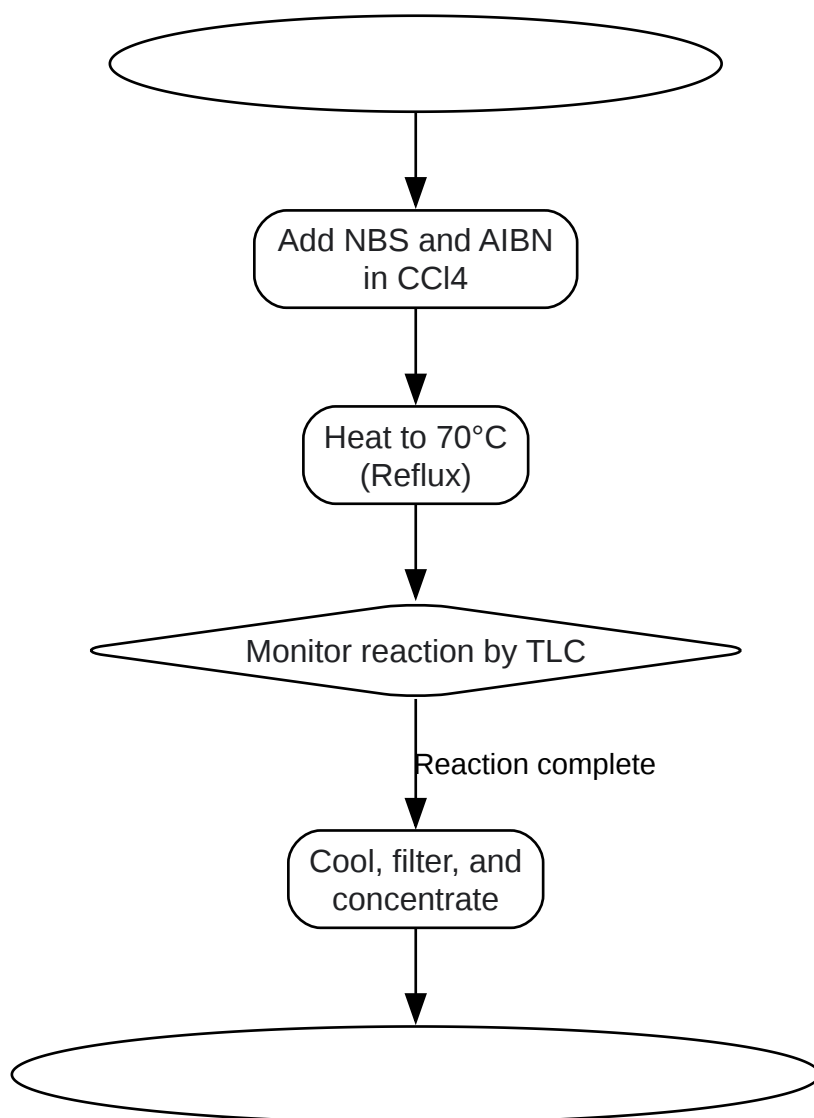 Add NBS and AIBN
in CCl4
Heat to 70°C
(Reflux)
Monitor reaction by TLC
Reaction complete
Cool, filter, and
concentrate